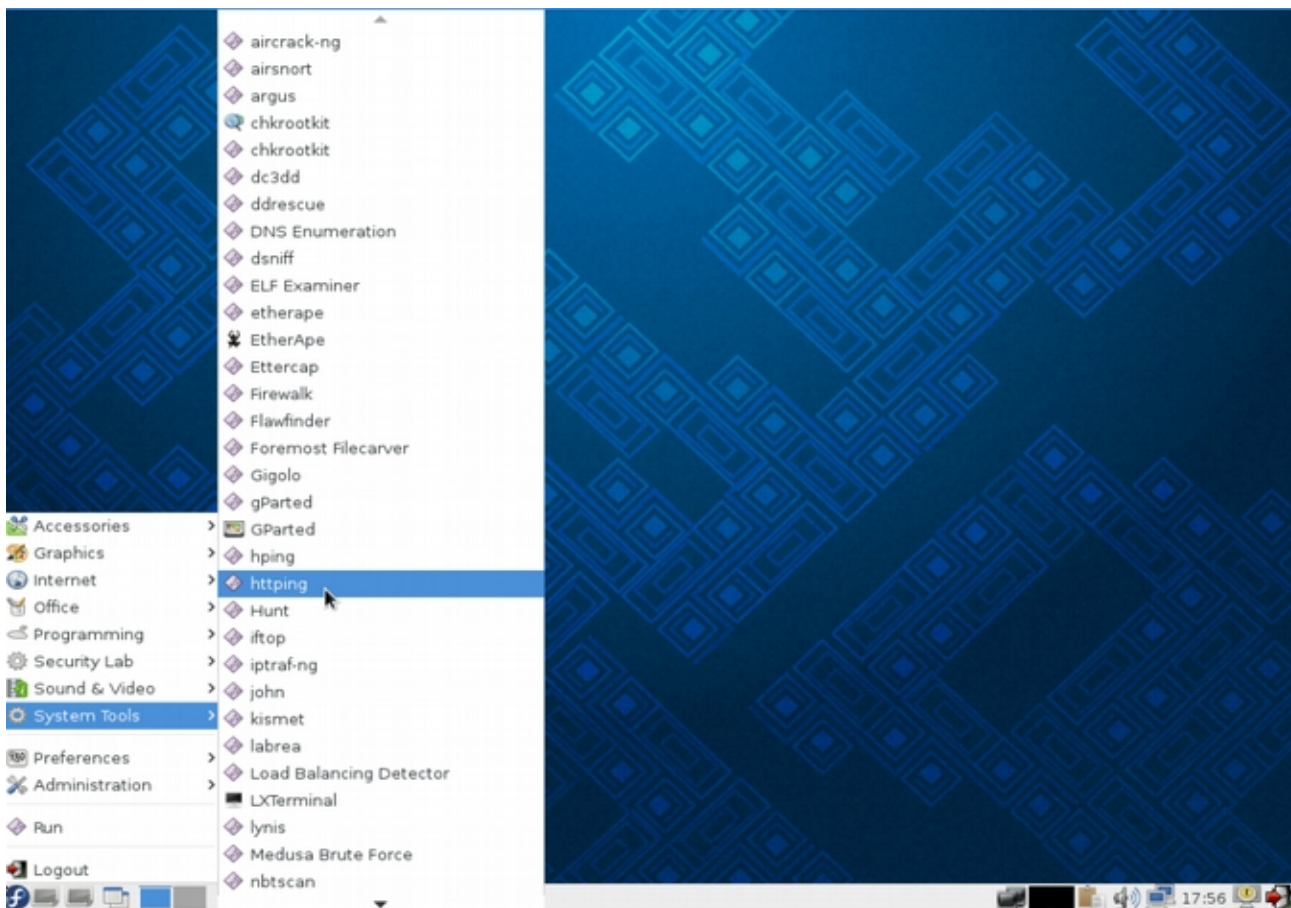 aircrack-ng
airsnort
argus
chkrootkit
chkrootkit
dc3dd
ddrescue
DNS Enumeration
dsniff
ELF Examiner
etherape
EtherApe
Ettercap
Firewalk
Flawfinder
Foremost Filecarver
Gigolo
gParted
GParted
hping
httping
Hunt
iftop
iptraf-ng
john
kismet
labrea
Load Balancing Detector
LXTerminal
lynis
Medusa Brute Force
nbtscan
Accessories
Graphics
Internet
Office
Programming
Security Lab
Sound & Video
System Tools
Preferences
Administration
Run
Logout
17:56